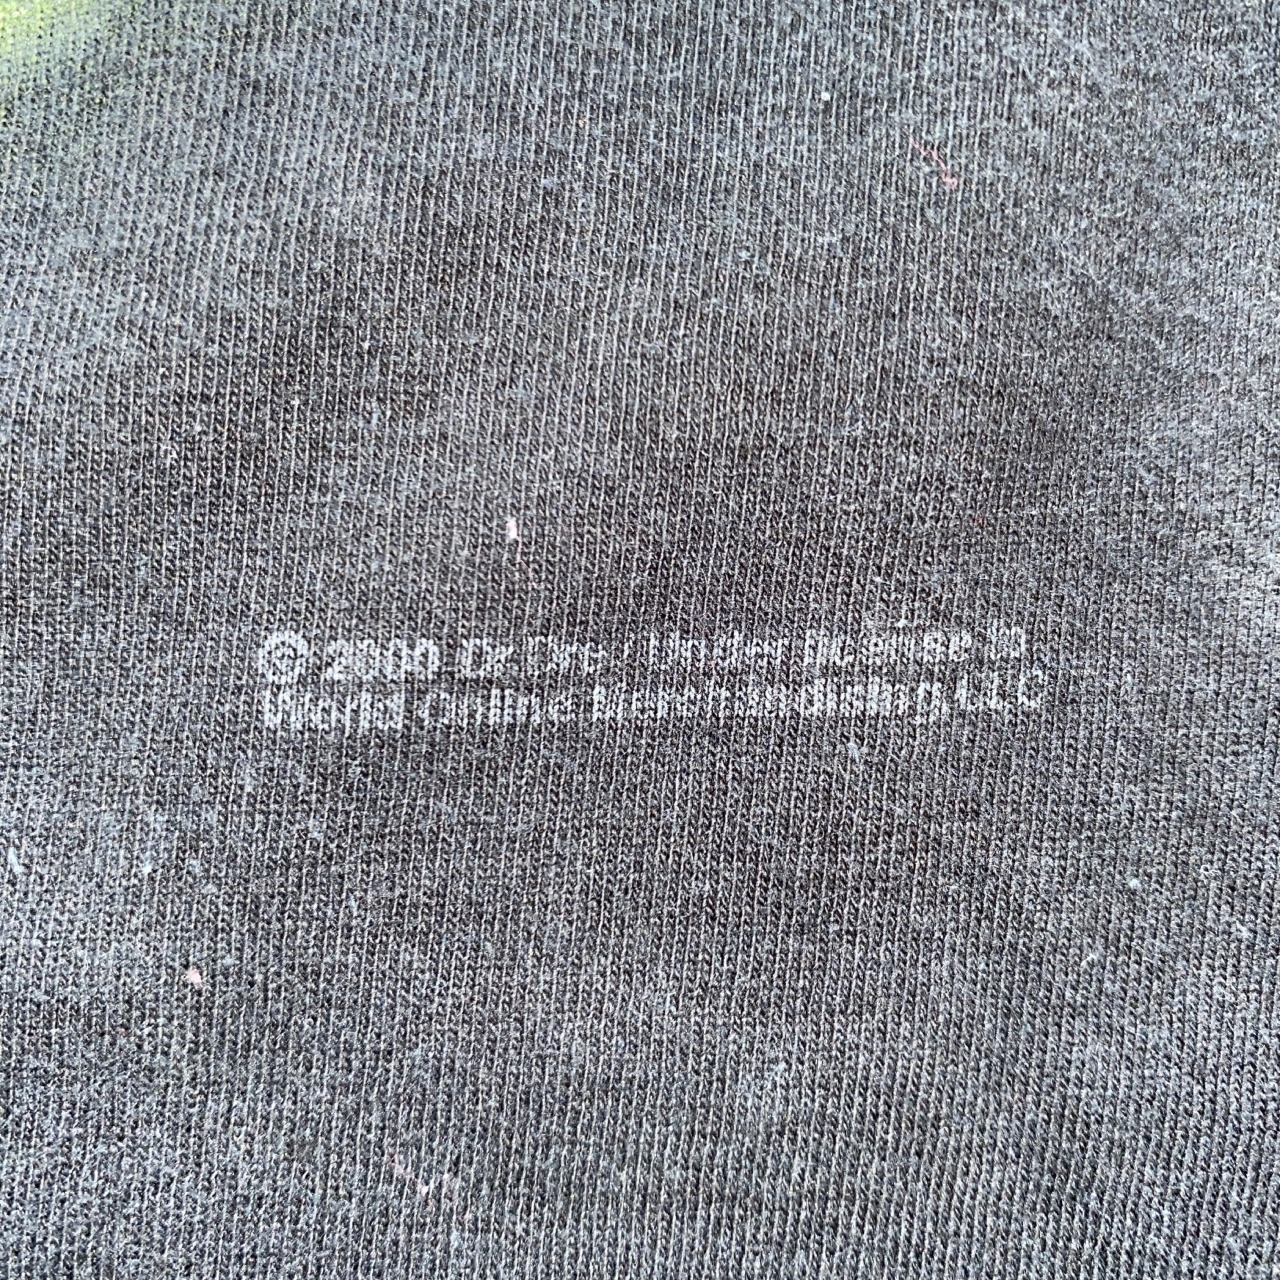 © 2000 Dr. Dre / Under license to
World Online Merchandising, LLC